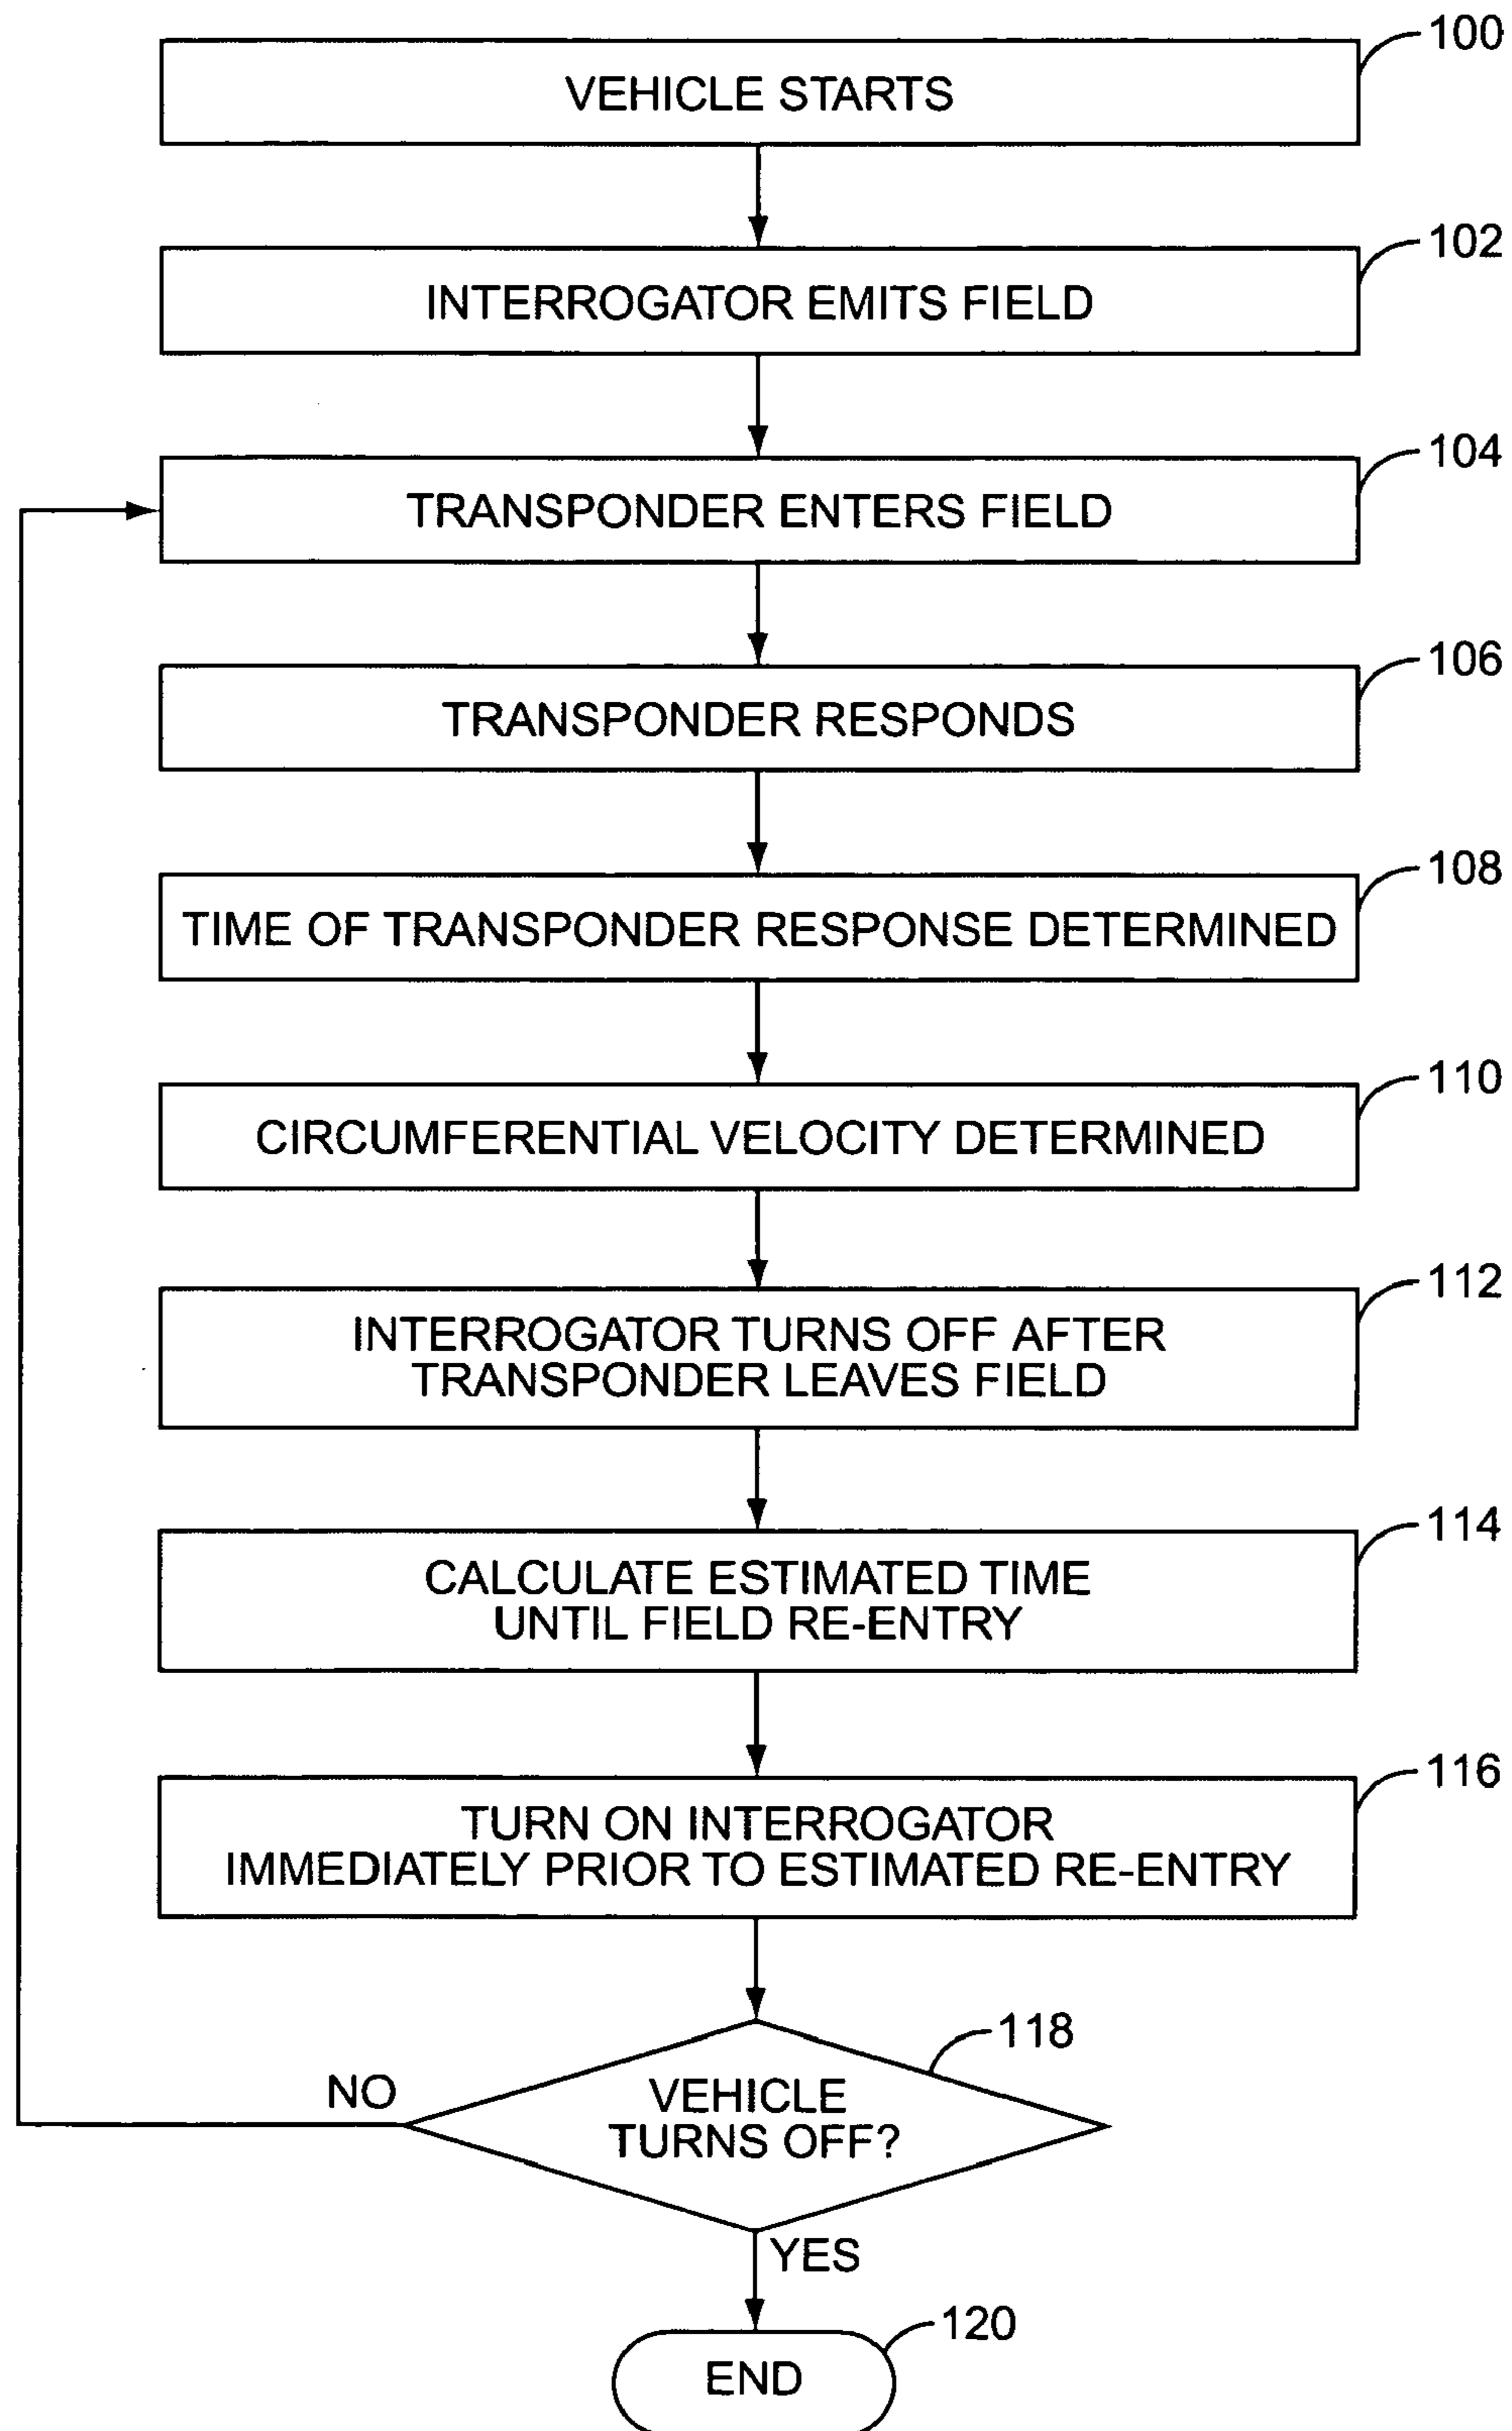 100
VEHICLE STARTS
102
INTERROGATOR EMITS FIELD
104
TRANSPONDER ENTERS FIELD
106
TRANSPONDER RESPONDS
108
TIME OF TRANSPONDER RESPONSE DETERMINED
110
CIRCUMFERENTIAL VELOCITY DETERMINED
112
INTERROGATOR TURNS OFF AFTER
TRANSPONDER LEAVES FIELD
114
CALCULATE ESTIMATED TIME
UNTIL FIELD RE-ENTRY
116
TURN ON INTERROGATOR
IMMEDIATELY PRIOR TO ESTIMATED RE-ENTRY
118
NO
VEHICLE
TURNS OFF?
YES
120
END